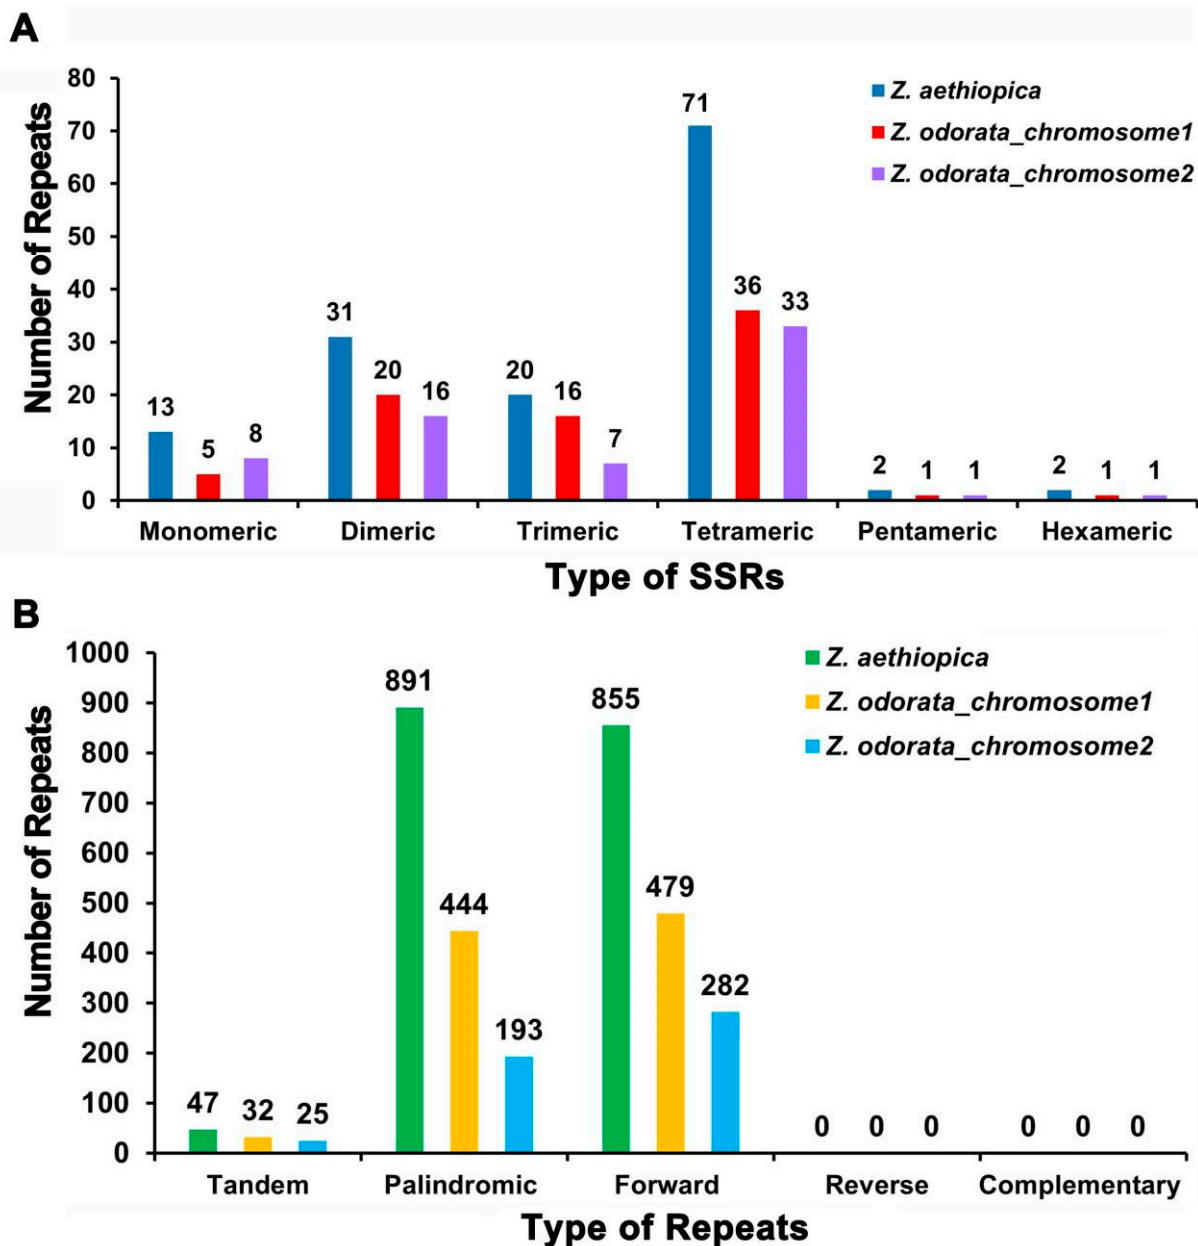 A
Number of Repeats
80
70
60
50
40
30
20
10
0
Z. aethiopica
Z. odorata_chromosome1
Z. odorata_chromosome2
13
5
8
31
20
16
20
16
7
71
36
33
2
1
1
2
1
1
Monomeric Dimeric Trimeric Tetrameric Pentameric Hexameric
Type of SSRs
B
Number of Repeats
1000
900
800
700
600
500
400
300
200
100
0
Z. aethiopica
Z. odorata_chromosome1
Z. odorata_chromosome2
47
32
25
891
444
193
855
479
282
0 0 0
0 0 0
Tandem Palindromic Forward Reverse Complementary
Type of Repeats